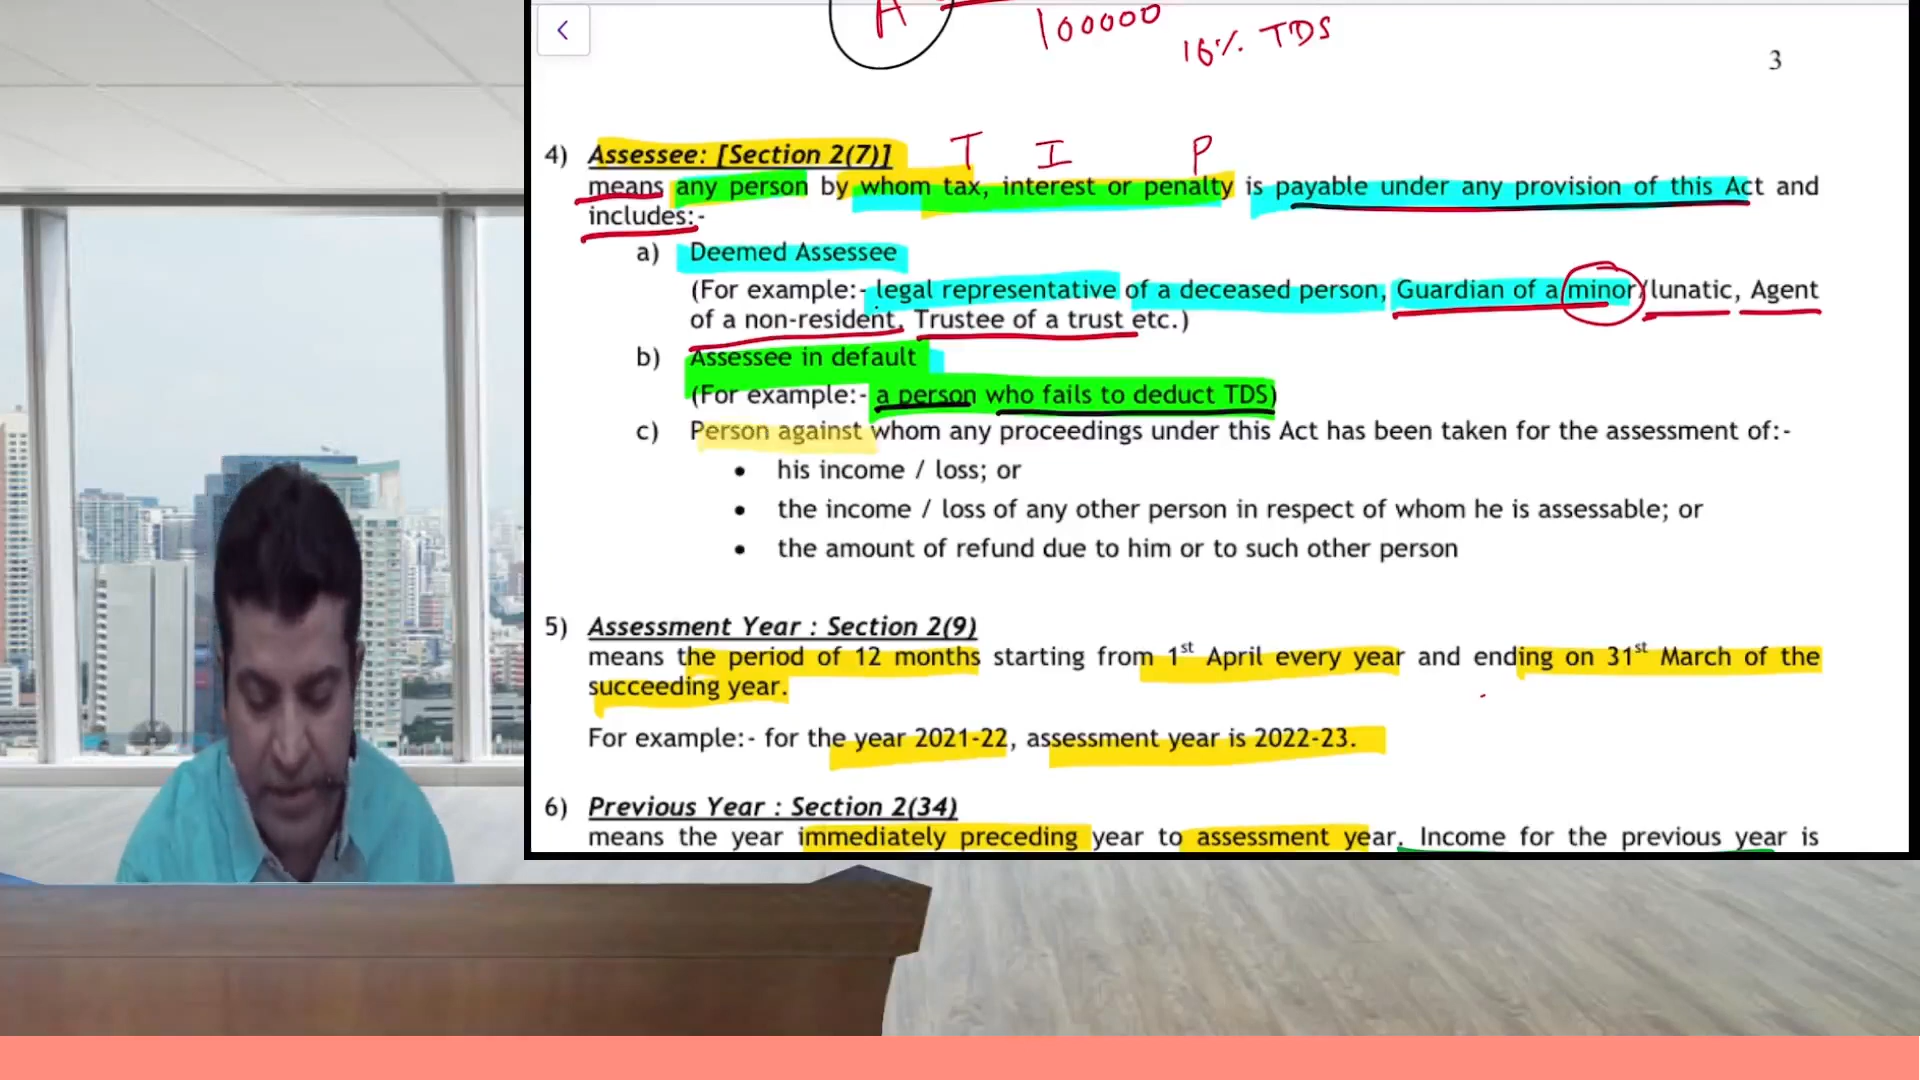 A
100000
10% TDS
3
T I P
4) Assessee: [Section 2(7)]
means any person by whom tax, interest or penalty is payable under any provision of this Act and
includes:-
a) Deemed Assessee
(For example:- legal representative of a deceased person, Guardian of a minor/lunatic, Agent
of a non-resident, Trustee of a trust etc.)
b) Assessee in default
(For example:- a person who fails to deduct TDS)
c) Person against whom any proceedings under this Act has been taken for the assessment of:-
• his income / loss; or
• the income / loss of any other person in respect of whom he is assessable; or
• the amount of refund due to him or to such other person
5) Assessment Year : Section 2(9)
means the period of 12 months starting from 1st April every year and ending on 31st March of the
succeeding year.
For example:- for the year 2021-22, assessment year is 2022-23.
6) Previous Year : Section 2(34)
means the year immediately preceding year to assessment year. Income for the previous year is